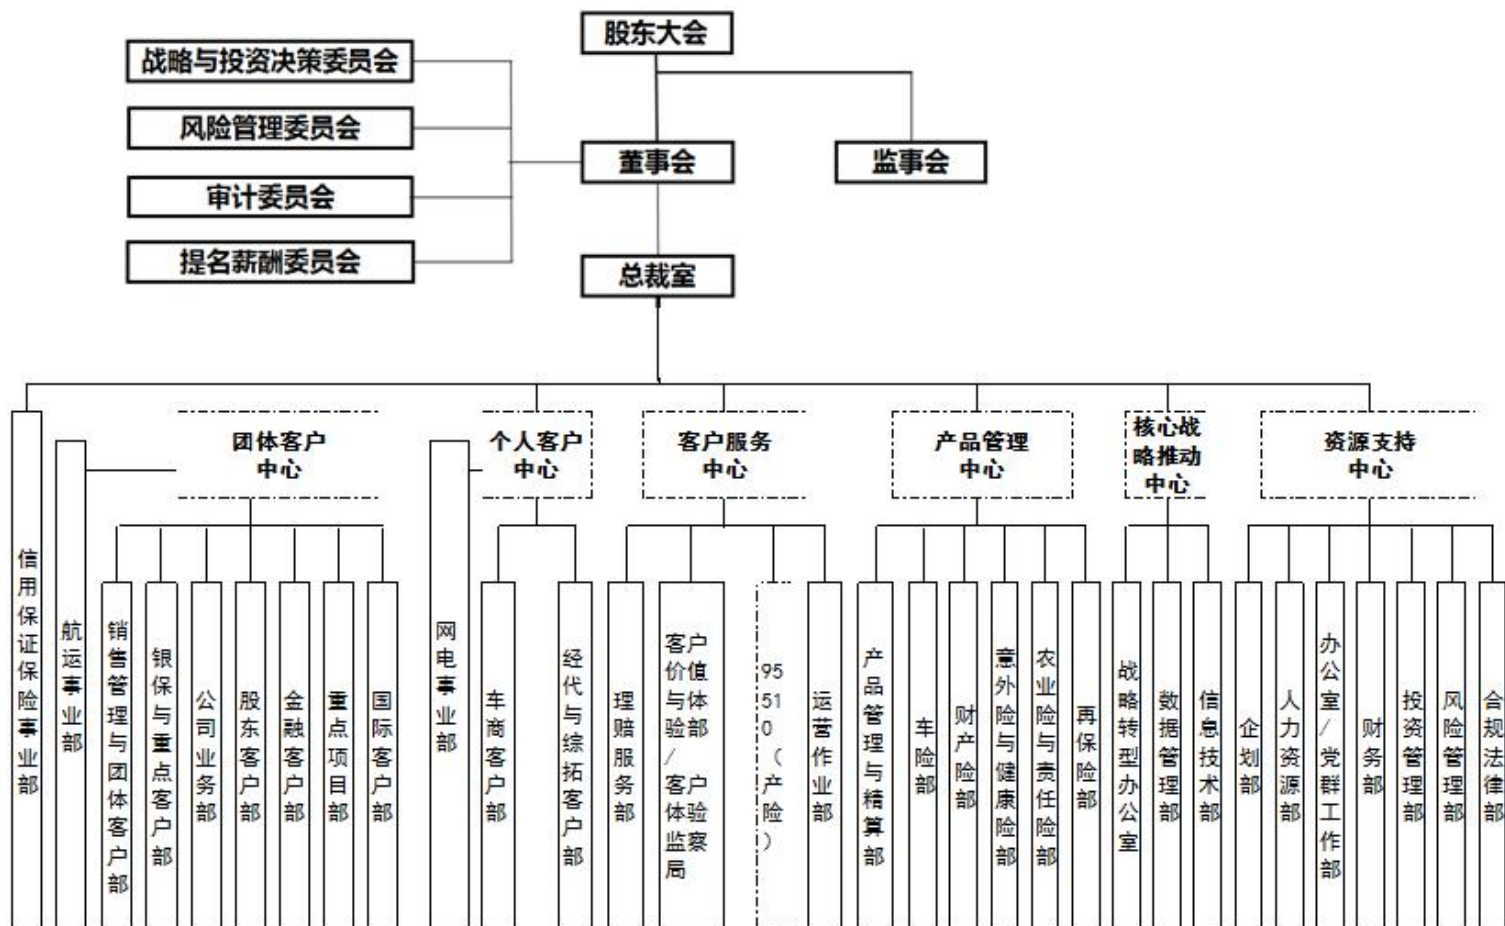 股东大会
战略与投资决策委员会
风险管理委员会
董事会
监事会
审计委员会
提名薪酬委员会
总裁室
团体客户
中心
个人客户
中心
客户服务
中心
产品管理
中心
核心战
略推动
中心
资源支持
中心
信用保证保险事业部
航运事业部
销售管理与团体客户部
银保与重点客户部
公司业务部
股东客户部
金融客户部
重点项目部
国际客户部
网电事业部
车商客户部
经代与综拓客户部
理赔服务部
客户
价值
与体
验部
/
客户
体验
监察
局
95
51
0（
产
险
）
运营作业部
产品管理与精算部
车险部
财产险部
意外险与健康险部
农业险与责任险部
再保险部
战略转型办公室
数据管理部
信息技术部
企划部
人力资源部
办公室/党群工作部
财务部
投资管理部
风险管理部
合规法律部